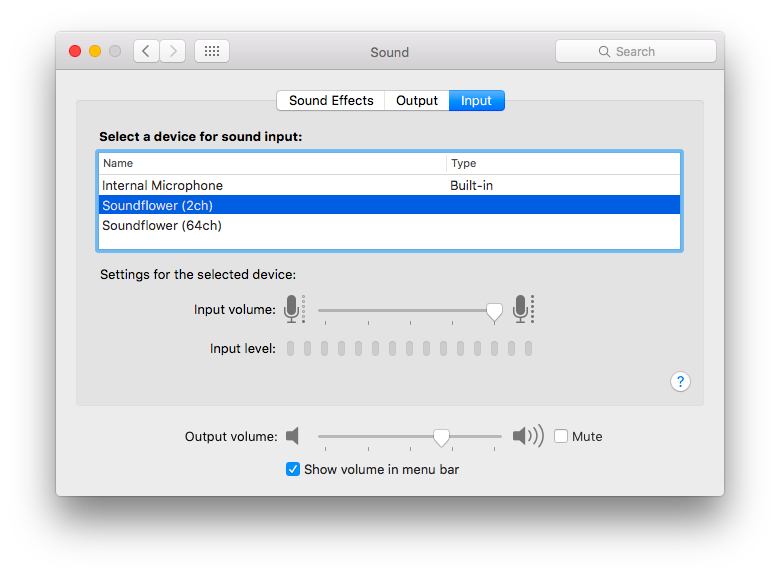 Sound
Search
Sound Effects Output Input
Select a device for sound input:
Name Type
Internal Microphone Built-in
Soundflower (2ch)
Soundflower (64ch)
Settings for the selected device:
Input volume:
Input level:
?
Output volume: Mute
Show volume in menu bar